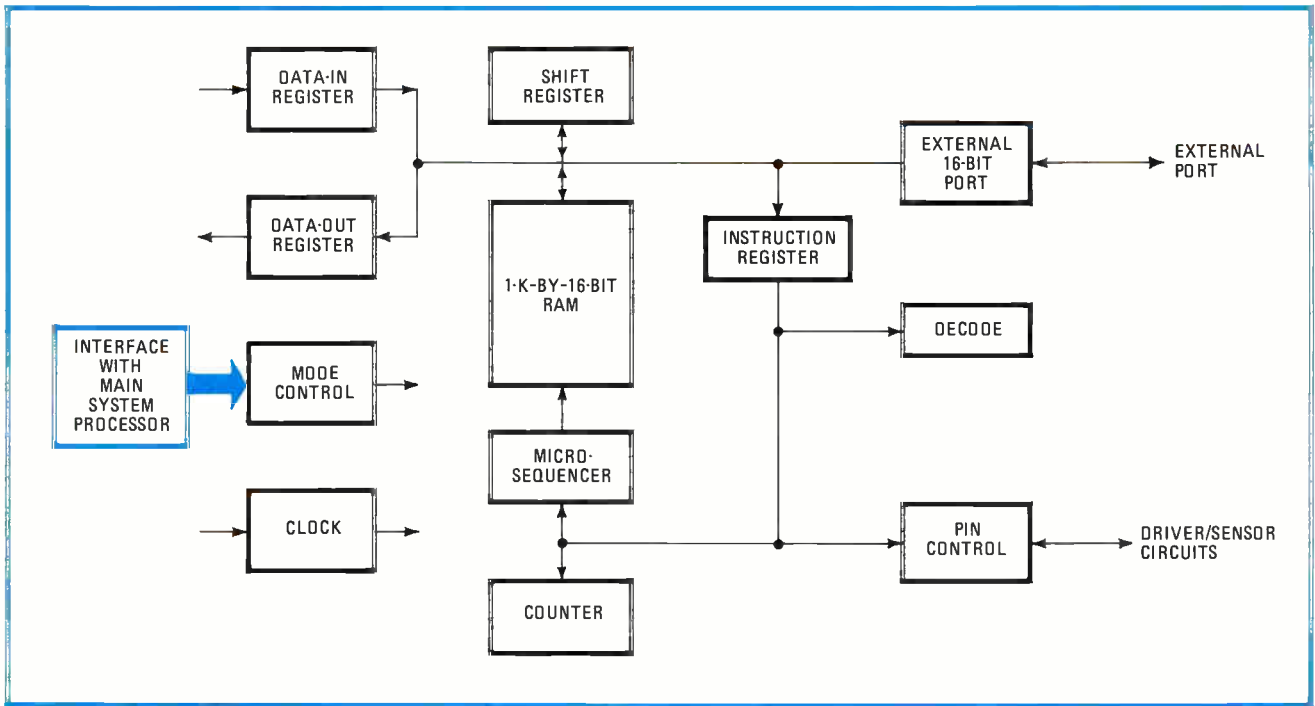 DATA-IN
REGISTER
SHIFT
REGISTER
EXTERNAL
16-BIT
PORT
EXTERNAL
PORT
DATA-OUT
REGISTER
1-K-BY-16-BIT
RAM
INSTRUCTION
REGISTER
DECODE
INTERFACE
WITH
MAIN
SYSTEM
PROCESSOR
MODE
CONTROL
MICRO-
SEQUENCER
CLOCK
PIN
CONTROL
DRIVER/SENSOR
CIRCUITS
COUNTER